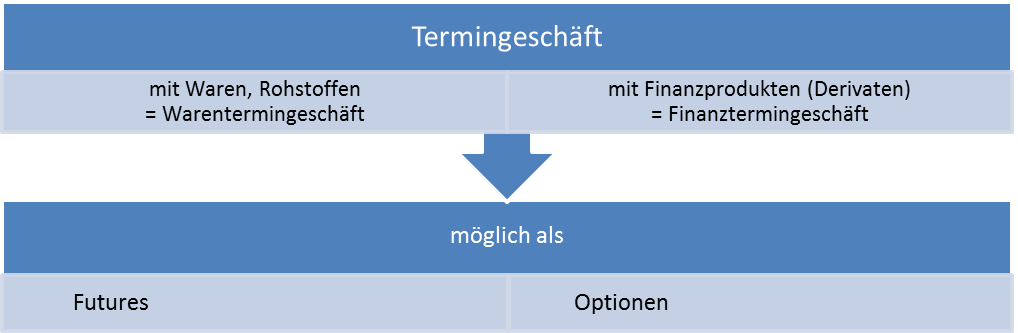 Termingeschäft
mit Waren, Rohstoffen
= Warentermingeschäft
mit Finanzprodukten (Derivaten)
= Finanztermingeschäft
möglich als
Futures
Optionen